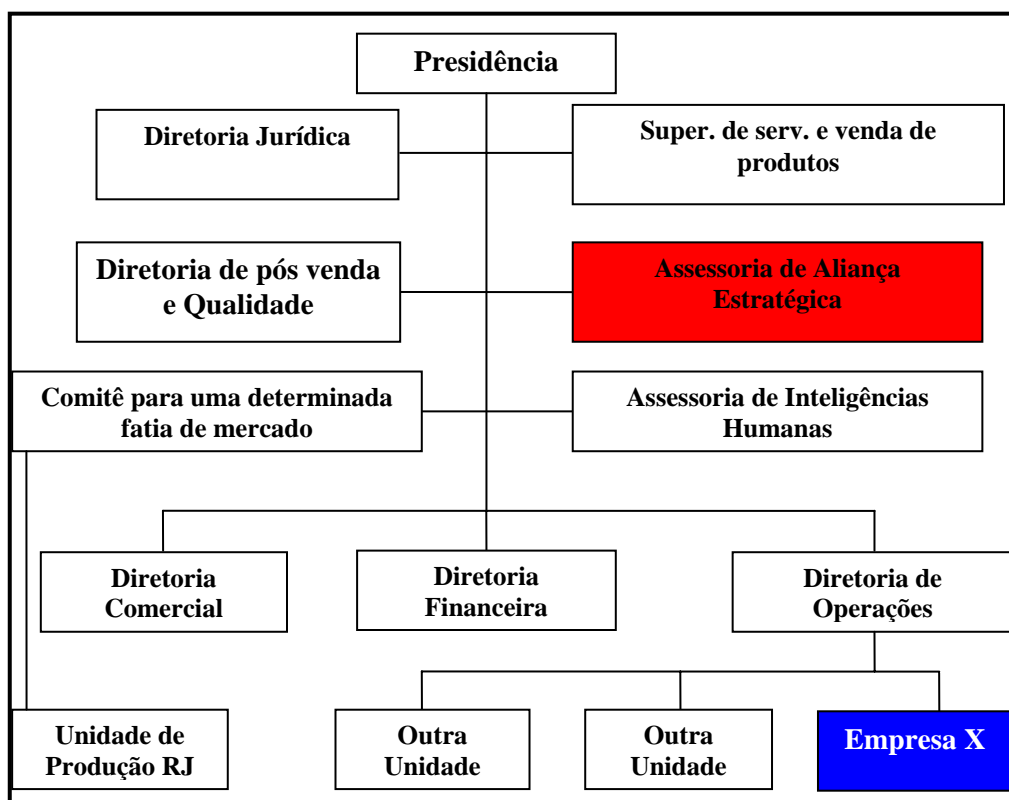 Presidência
Diretoria Jurídica
Super. de serv. e venda de
produtos
Diretoria de pós venda
e Qualidade
Assessoria de Aliança
Estratégica
Comitê para uma determinada
fatia de mercado
Assessoria de Inteligências
Humanas
Diretoria
Comercial
Diretoria
Financeira
Diretoria de
Operações
Unidade de
Produção RJ
Outra
Unidade
Outra
Unidade
Empresa X